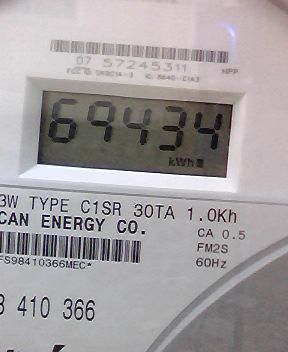 07 57245311
NPP
69434
kWh
3W TYPE C1SR 30TA 1.0Kh
CAN ENERGY CO.
CA 0.5
FM2S
60Hz
FS98410366MEC*
3 410 366